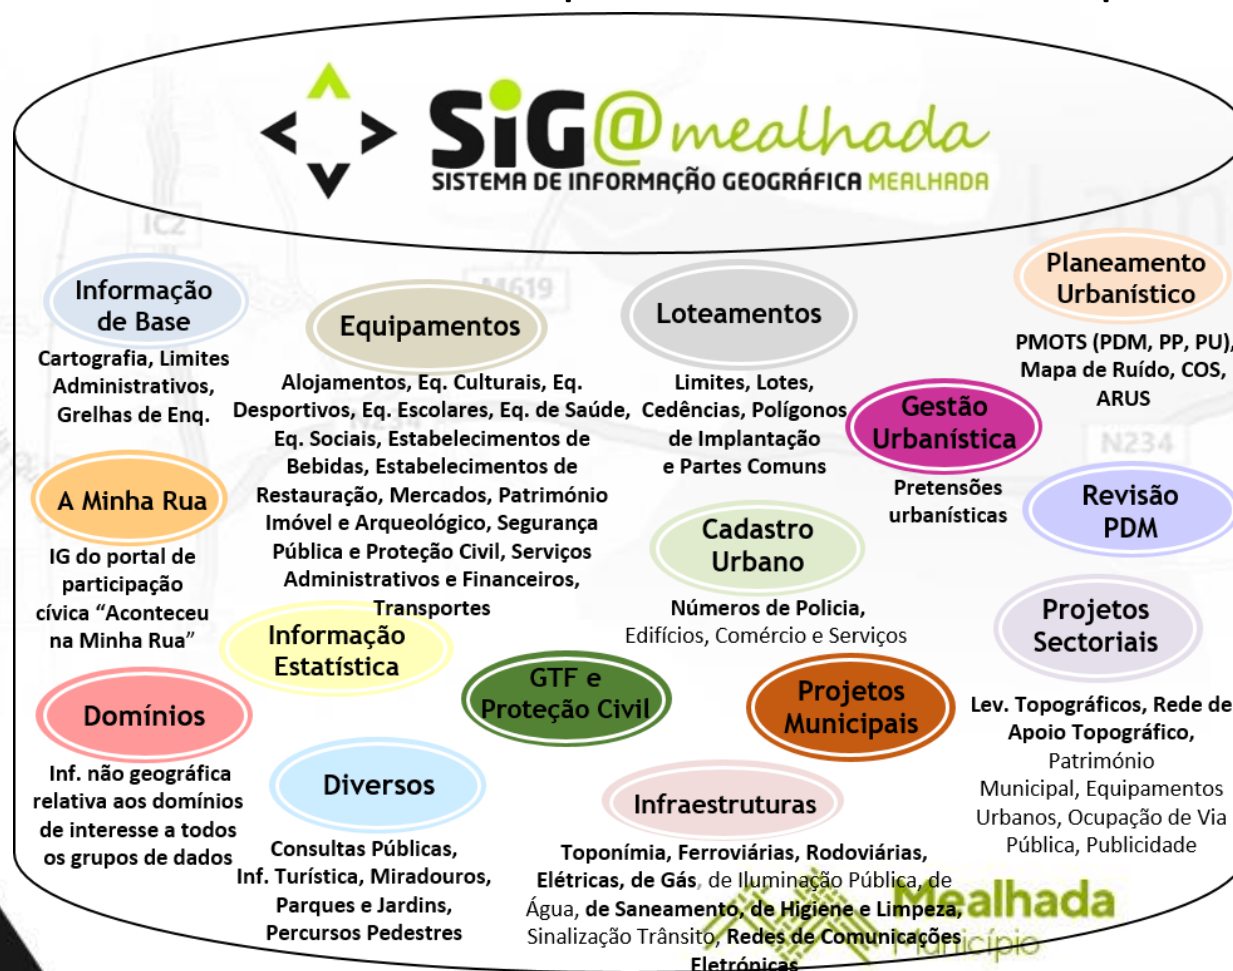 SiG@mealhada
SISTEMA DE INFORMAÇÃO GEOGRÁFICA MEALHADA
IC2
M619
N234
N234
Informação
de Base
Cartografia, Limites
Administrativos,
Grelhas de Enq.
Equipamentos
Alojamentos, Eq. Culturais, Eq.
Desportivos, Eq. Escolares, Eq. de Saúde,
Eq. Sociais, Estabelecimentos de
Bebidas, Estabelecimentos de
Restauração, Mercados, Património
Imóvel e Arqueológico, Segurança
Pública e Proteção Civil, Serviços
Administrativos e Financeiros,
Transportes
Loteamentos
Limites, Lotes,
Cedências, Polígonos
de Implantação
e Partes Comuns
Planeamento
Urbanístico
PMOTS (PDM, PP, PU),
Mapa de Ruído, COS,
ARUS
Gestão
Urbanística
Pretensões
urbanísticas
A Minha Rua
IG do portal de
participação
cívica “Aconteceu
na Minha Rua”
Cadastro
Urbano
Números de Policia,
Edifícios, Comércio e Serviços
Revisão
PDM
Informação
Estatística
Projetos
Sectoriais
Lev. Topográficos, Rede de
Apoio Topográfico,
Património
Municipal, Equipamentos
Urbanos, Ocupação de Via
Pública, Publicidade
GTF e
Proteção Civil
Projetos
Municipais
Domínios
Inf. não geográfica
relativa aos domínios
de interesse a todos
os grupos de dados
Diversos
Consultas Públicas,
Inf. Turística, Miradouros,
Parques e Jardins,
Percursos Pedestres
Infraestruturas
Toponímia, Ferroviárias, Rodoviárias,
Elétricas, de Gás, de Iluminação Pública, de
Água, de Saneamento, de Higiene e Limpeza,
Sinalização Trânsito, Redes de Comunicações
Eletrónicas
Mealhada
Município